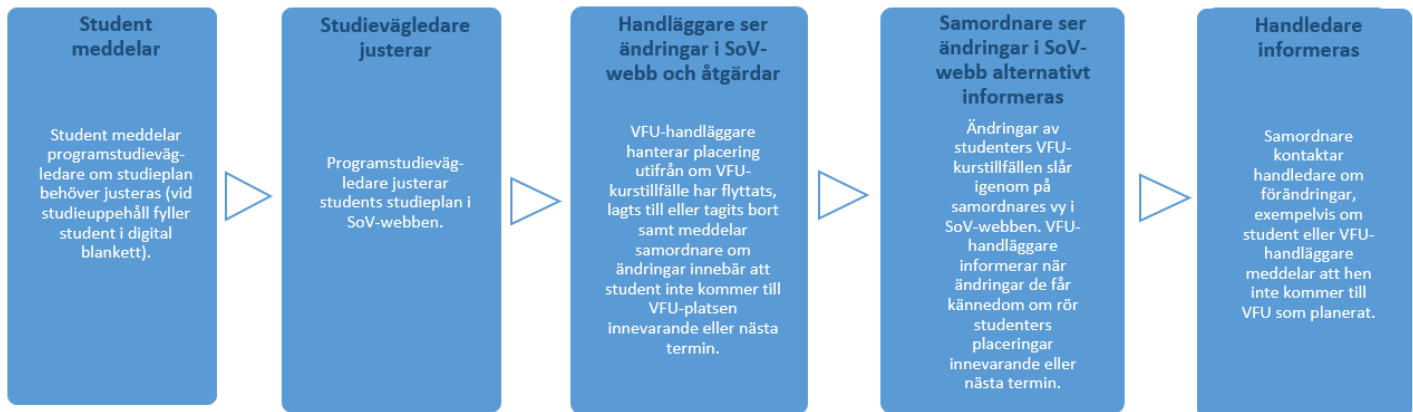 Student
meddelar
Student meddelar
programstudieväg-
ledare om studieplan
behöver justeras (vid
studieuppehåll fyller
student i digital
blankett).
Studievägledare
justerar
Programstudieväg-
ledare justerar
students studieplan i
SoV-webben.
Handläggare ser
ändringar i SoV-
webb och åtgärdar
VFU-handläggare
hanterar placering
utifrån om VFU-
kurstillfälle har flyttats,
lagts till eller tagits bort
samt meddelar
samordnare om
ändringar innebär att
student inte kommer till
VFU-platsen
innevarande eller nästa
termin.
Samordnare ser
ändringar i SoV-
webb alternativt
informeras
Ändringar av
studenters VFU-
kurstillfällen slår
igenom på
samordnares vy i
SoV-webben. VFU-
handläggare
informerar när
ändringar de får
kännedom om rör
studenters
placeringar
innevarande eller
nästa termin.
Handledare
informeras
Samordnare
kontaktar
handledare om
förändringar,
exempelvis om
student eller VFU-
handläggare
meddelar att hen
inte kommer till
VFU som planerat.